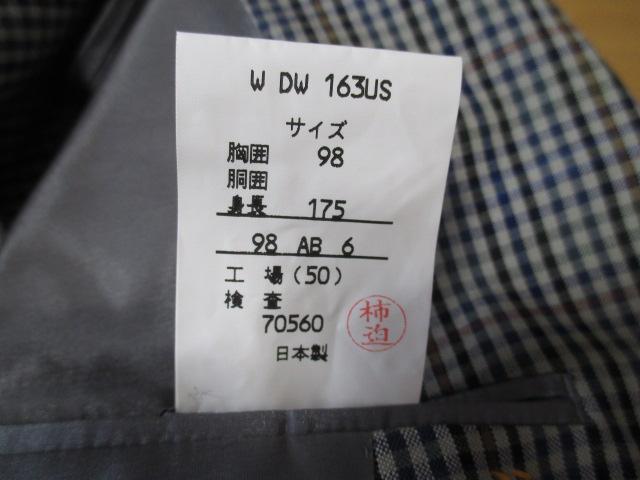 W DW 163US
サイズ
胸囲 98
胴囲
身長 175
98 AB 6
工 場(50)
検 査
70560
日本製
柿迫